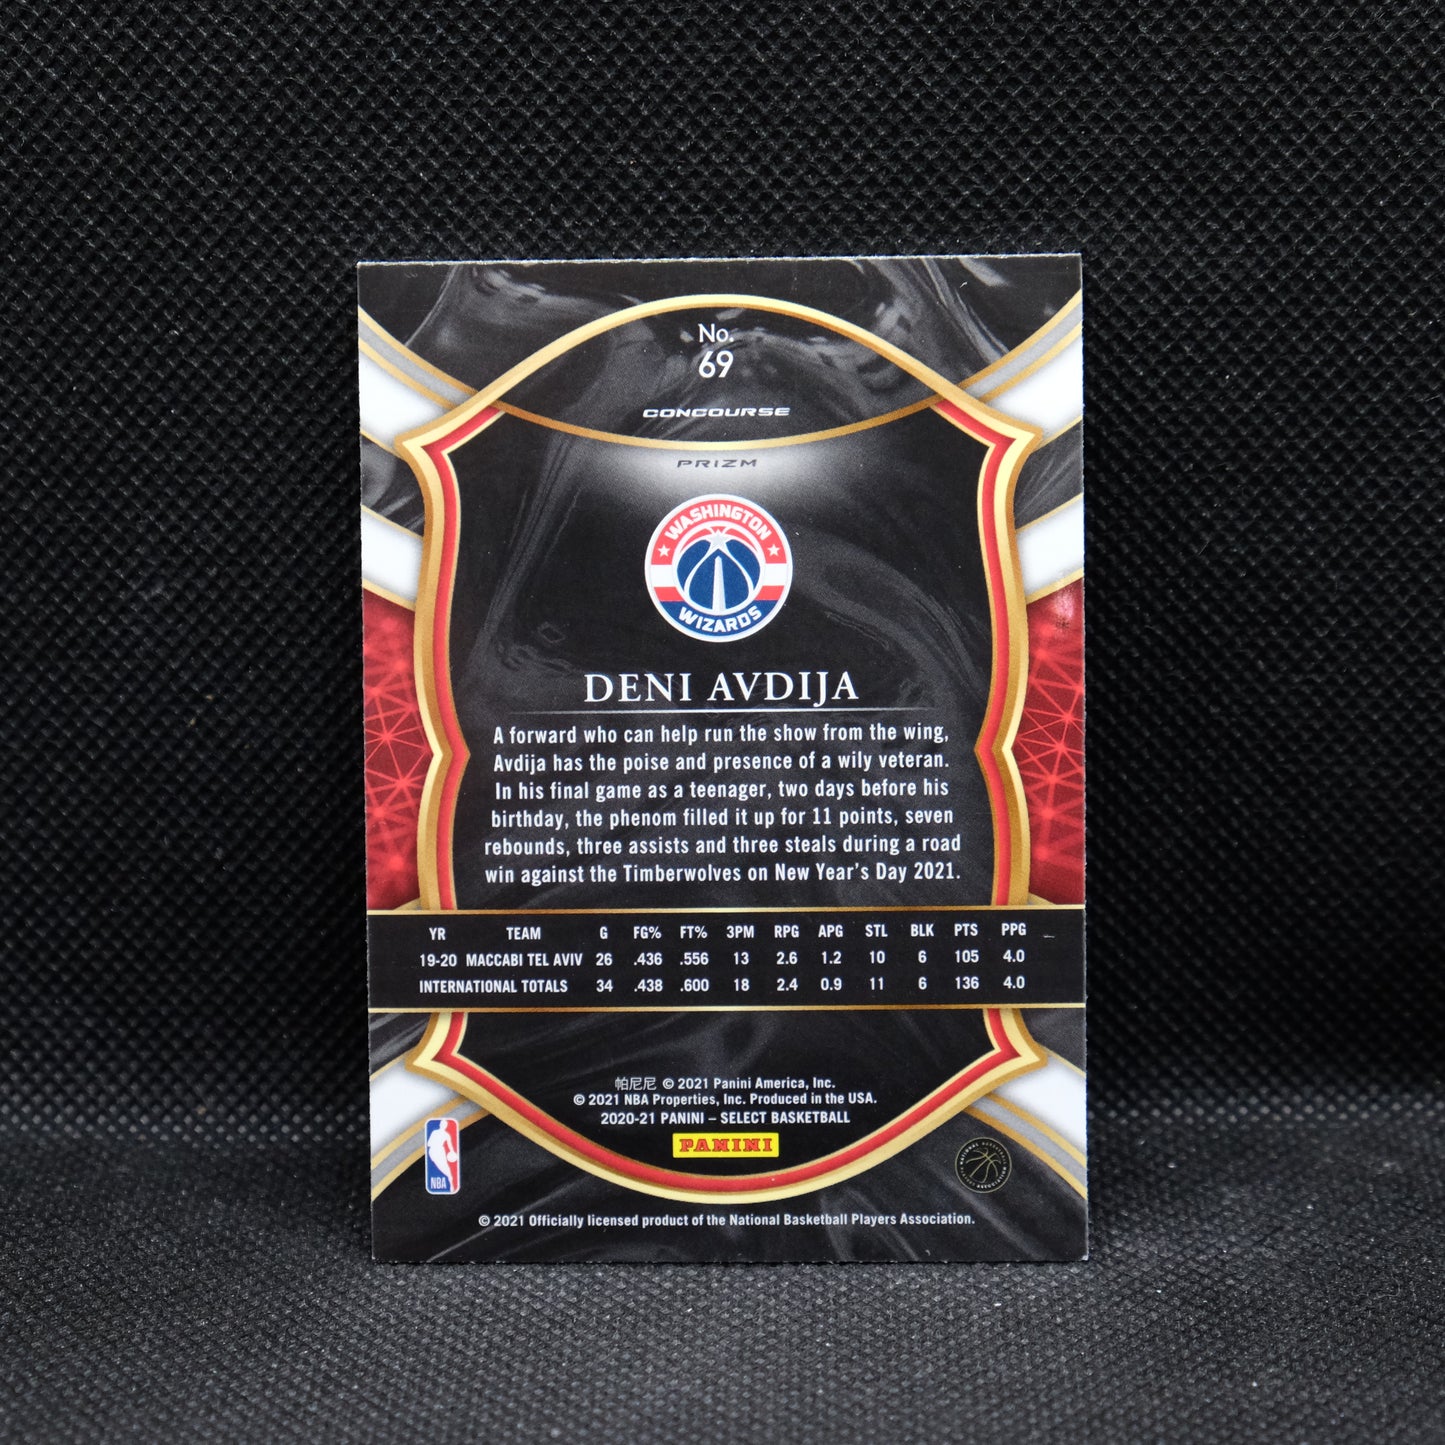 No.
69
CONCOURSE
PRIZM
WASHINGTON
WIZARDS
DENI AVDIJA
A forward who can help run the show from the wing,
Avdija has the poise and presence of a wily veteran.
In his final game as a teenager, two days before his
birthday, the phenom filled it up for 11 points, seven
rebounds, three assists and three steals during a road
win against the Timberwolves on New Year's Day 2021.
YR TEAM G FG% FT% 3PM RPG APG STL BLK PTS PPG
19-20 MACCABI TEL AVIV 26 .436 .556 13 2.6 1.2 10 6 105 4.0
INTERNATIONAL TOTALS 34 .438 .600 18 2.4 0.9 11 6 136 4.0
帕尼尼 © 2021 Panini America, Inc.
© 2021 NBA Properties, Inc. Produced in the USA.
2020-21 PANINI – SELECT BASKETBALL
PANINI
NBA
NATIONAL BASKETBALL
PLAYERS ASSOCIATION
© 2021 Officially licensed product of the National Basketball Players Association.